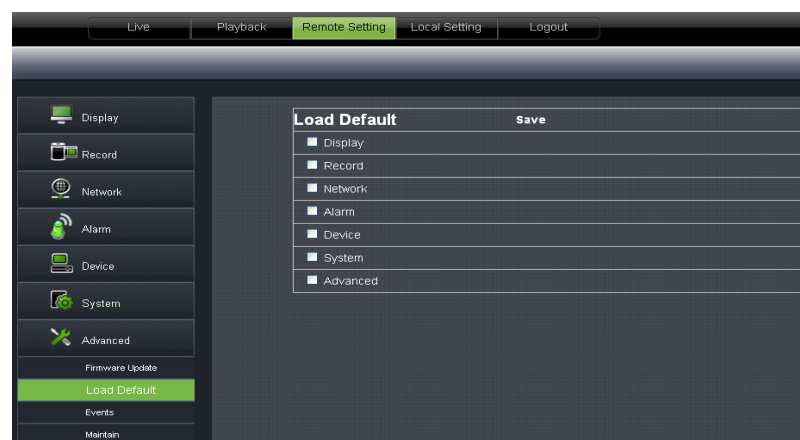 Live Playback Remote Setting Local Setting Logout
Display
Record
Network
Alarm
Device
System
Advanced
Firmware Update
Load Default
Events
Maintain
Load Default Save
Display
Record
Network
Alarm
Device
System
Advanced